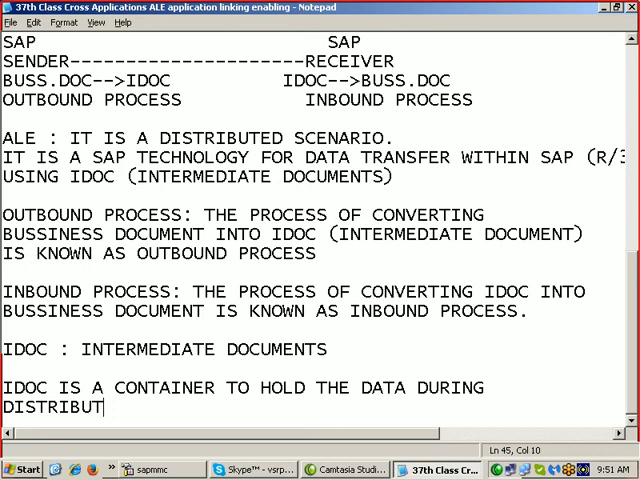 37th Class Cross Applications ALE application linking enabling - Notepad
File Edit Format View Help
SAP SAP
SENDER----------------------RECEIVER
BUSS.DOC-->IDOC IDOC-->BUSS.DOC
OUTBOUND PROCESS INBOUND PROCESS
ALE : IT IS A DISTRIBUTED SCENARIO.
IT IS A SAP TECHNOLOGY FOR DATA TRANSFER WITHIN SAP (R/3
USING IDOC (INTERMEDIATE DOCUMENTS)
OUTBOUND PROCESS: THE PROCESS OF CONVERTING
BUSSINESS DOCUMENT INTO IDOC (INTERMEDIATE DOCUMENT)
IS KNOWN AS OUTBOUND PROCESS
INBOUND PROCESS: THE PROCESS OF CONVERTING IDOC INTO
BUSSINESS DOCUMENT IS KNOWN AS INBOUND PROCESS.
IDOC : INTERMEDIATE DOCUMENTS
IDOC IS A CONTAINER TO HOLD THE DATA DURING
DISTRIBUT
Ln 45, Col 10
Start sapmmc Skype™ - vsrp... Camtasia Studi... 37th Class Cr... 9:51 AM